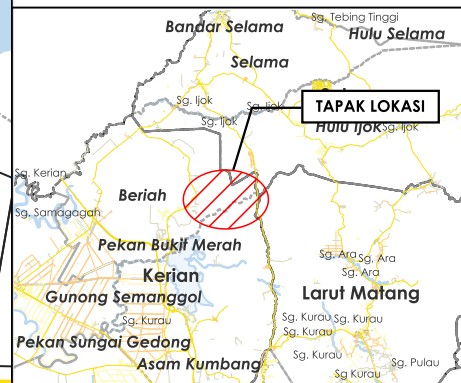 Sg. Tebing Tinggi
Bandar Selama
Hulu Selama
Selama
Sg. Ijok
Sg. Ijok
TAPAK LOKASI
Sg. Ijok
Hulu Ijok
Sg. Ijok
Sg. Kerian
Beriah
Sg. Samagagah
Pekan Bukit Merah
Sg. Ara
Sg. Ara
Sg. Ara
Kerian
Larut Matang
Gunong Semanggol
Sg. Kurau
Sg. Kurau
Sg. Kurau
Sg. Kurau
Pekan Sungai Gedong
Sg. Kurau
Sg. Pulau
Asam Kumbang
Sg. Kurau